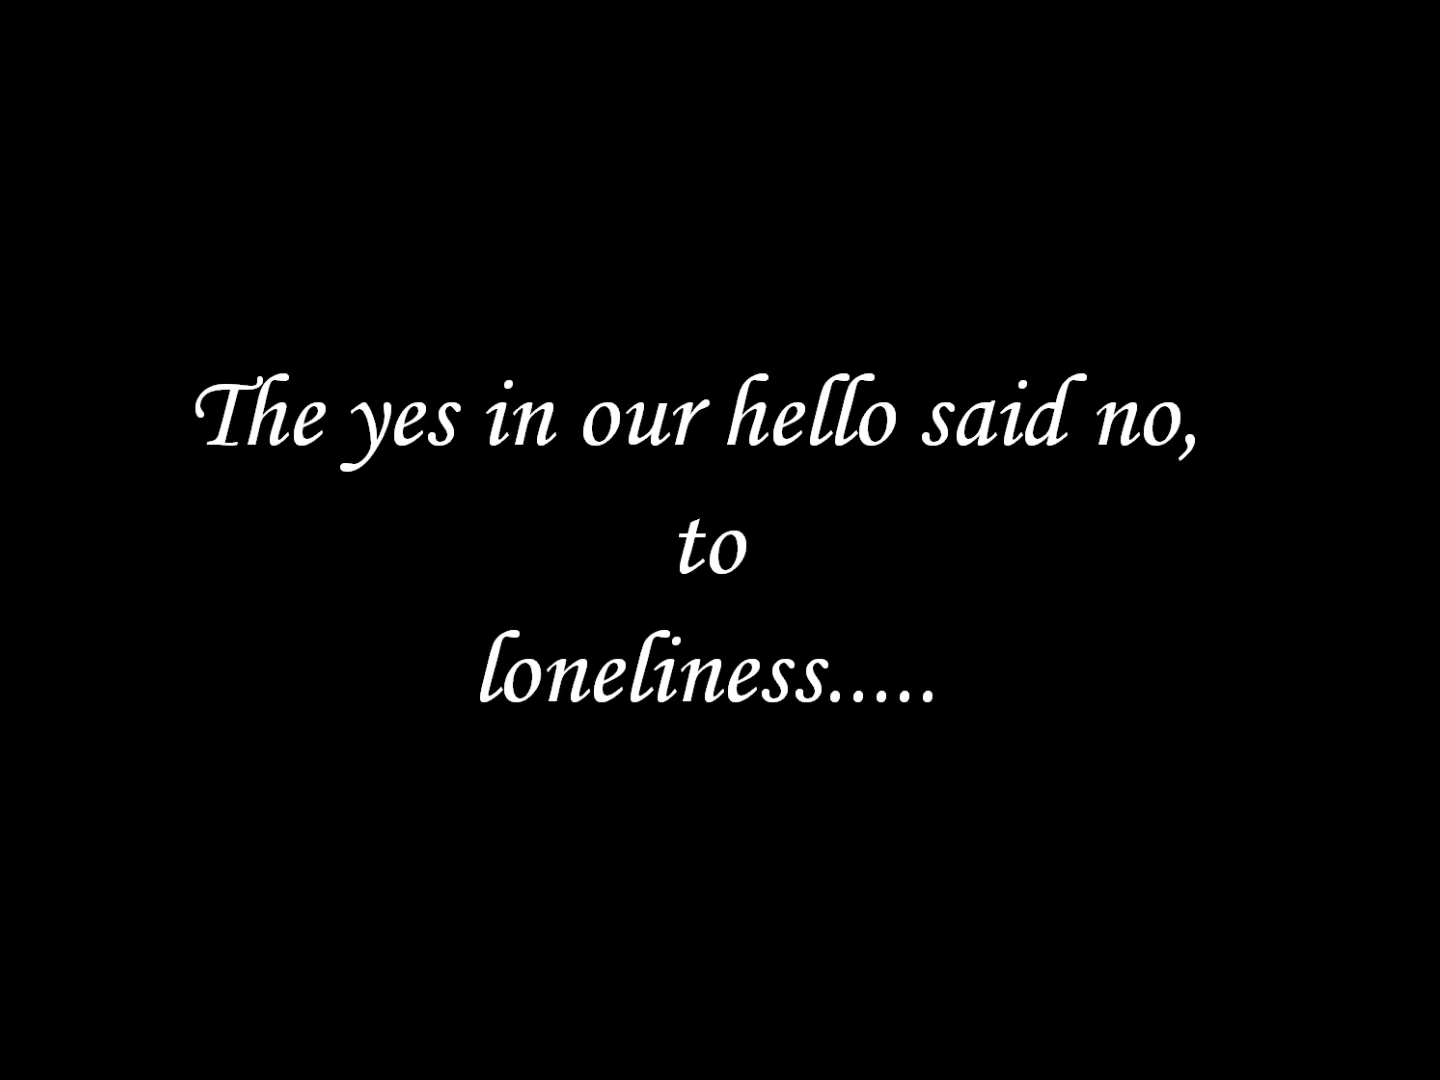 The yes in our hello said no,
to
loneliness.....